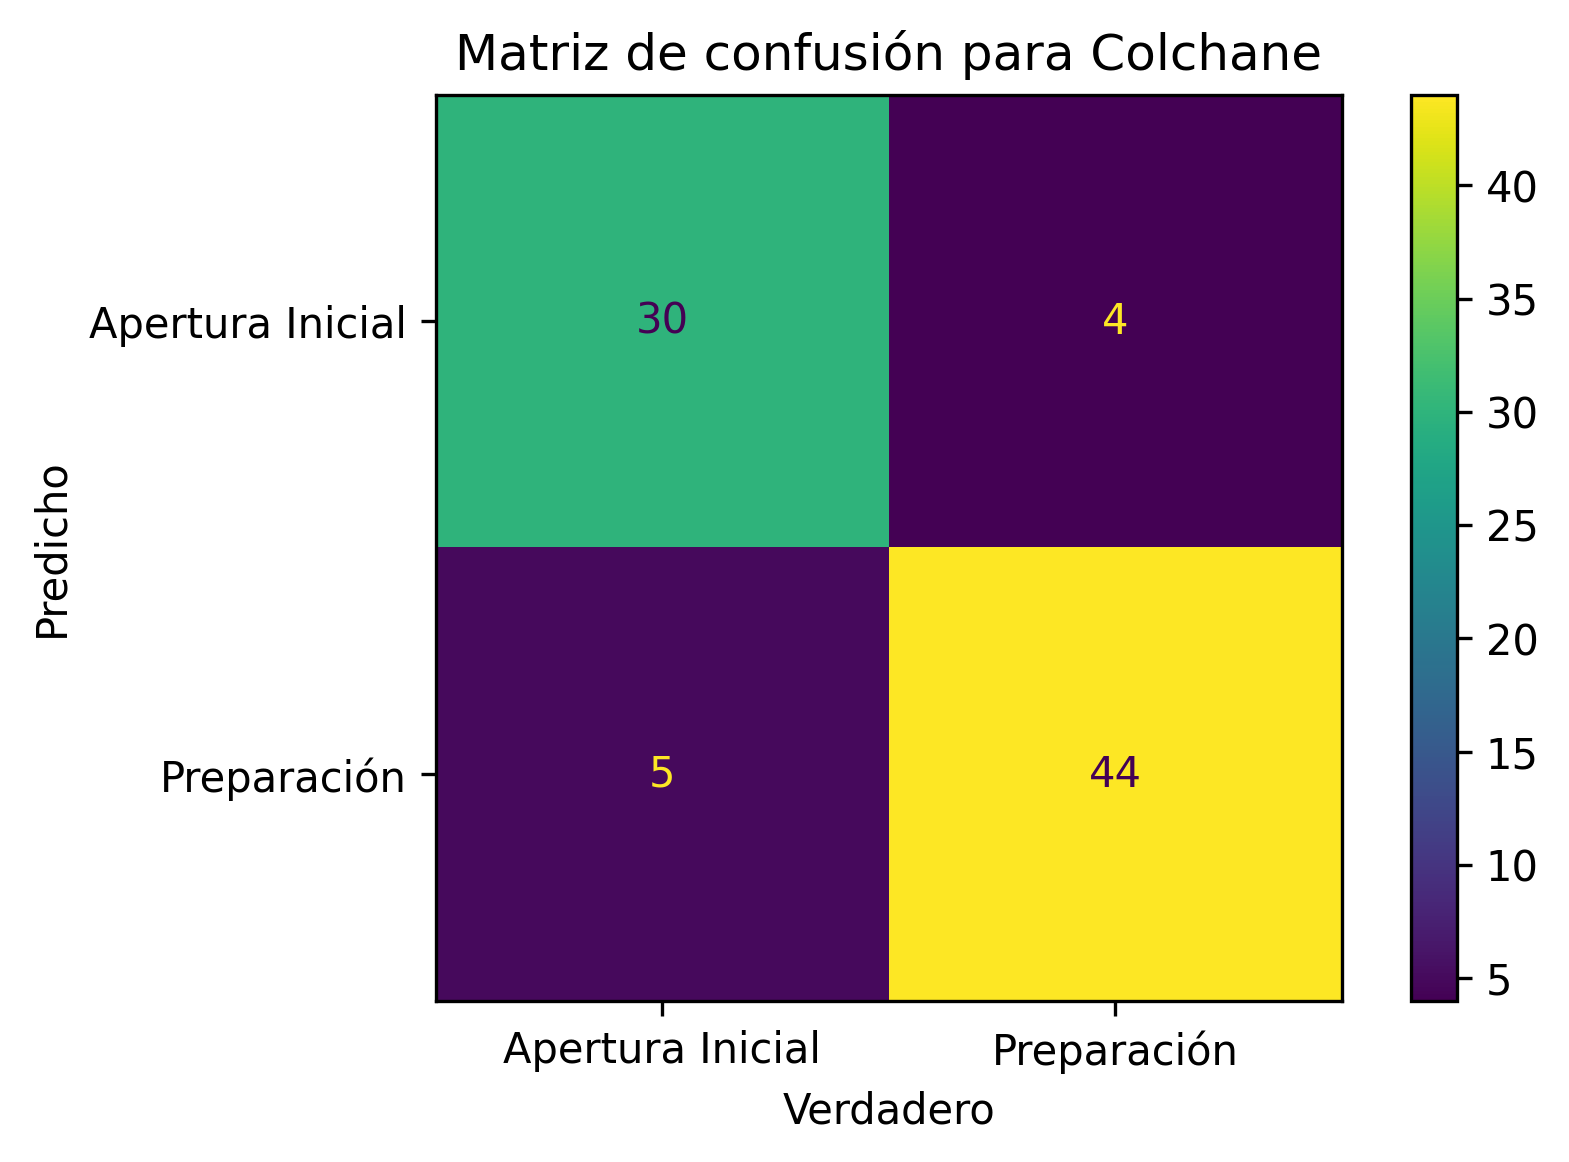 Matriz de confusión para Colchane
Predicho
Apertura Inicial
30
4
Preparación
5
44
Apertura Inicial
Preparación
Verdadero
40
35
30
25
20
15
10
5